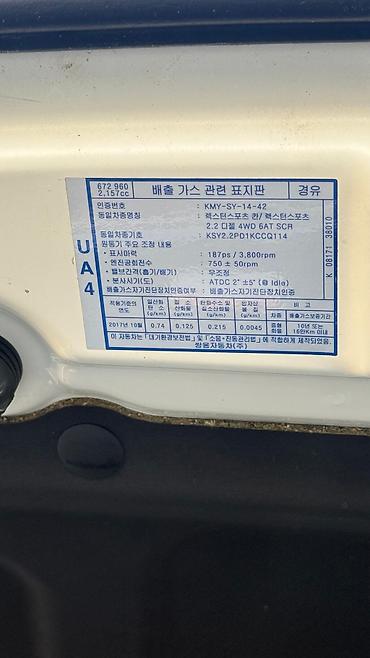 672 960
2,157cc
배출 가스 관련 표지판
경유
UA4
인증번호 : KMY-SY-14-42
동일차종명칭 : 렉스턴스포츠 칸/ 렉스턴스포츠
2.2 디젤 4WD 6AT SCR
동일차종기호 : KSY2.2PD1KCCQ114
원동기 주요 조정 내용
• 표시마력 : 187ps / 3,800rpm
• 엔진공회전수 : 750 ± 50rpm
• 밸브간격(흡기/배기) : 무조정
• 분사시기(도) : ATDC 2° ±5° (@ Idle)
배출가스자기진단장치인증여부 : 배출가스자기진단장치인증
K 08171 38010
적용기준의 연도
일산화탄소 (g/km)
질소산화물 (g/km)
탄화수소 및 질소산화물 (g/km)
입자상물질 (g/km)
비고
차종
배출가스보증기간
2017년 10월 0.74 0.125 0.215 0.0045
중형화물
10년 또는
16만Km 이내
이 자동차는 「대기환경보전법」 및 「소음·진동관리법」에 적합하게 제작되었음.
쌍용자동차(주)